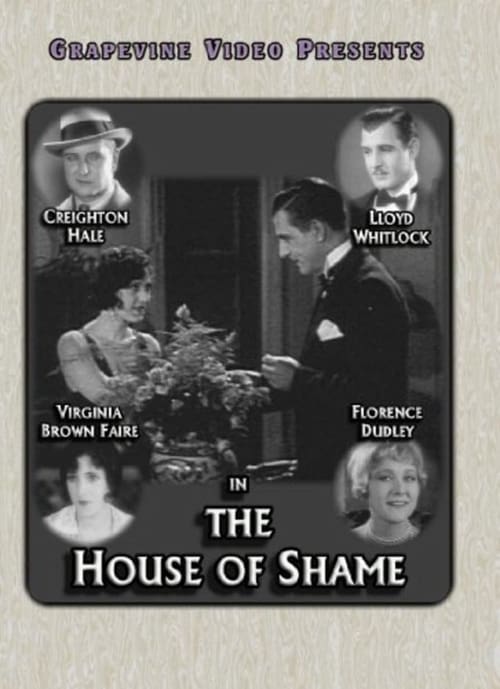 Grapevine Video Presents
Creighton
Hale
Lloyd
Whitlock
Virginia
Brown Faire
Florence
Dudley
in
The
House of Shame